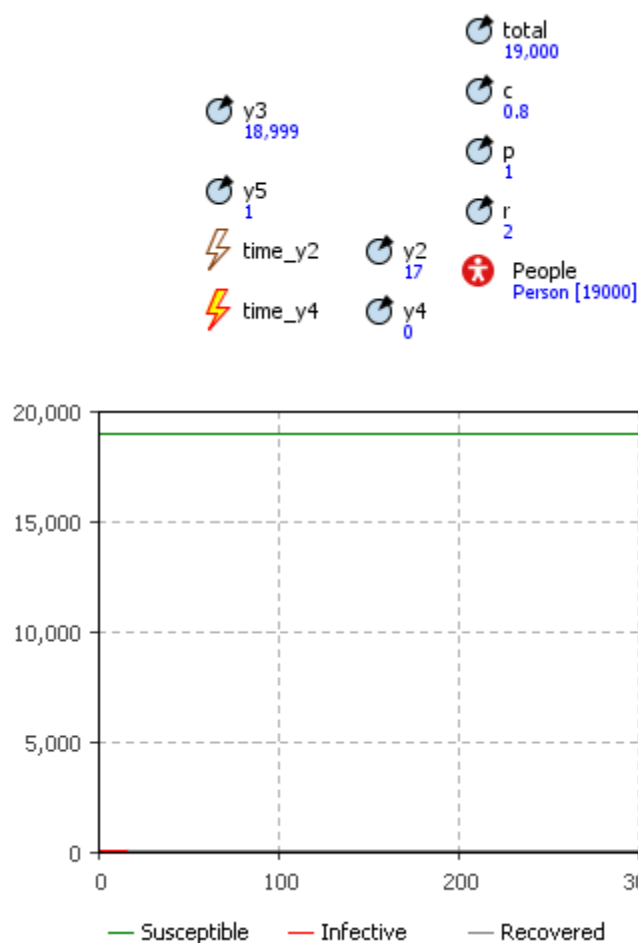 total
19,000
y3
18,999
c
0.8
p
1
y5
1
r
2
time_y2
y2
17
People
Person [19000]
time_y4
y4
0
20,000
15,000
10,000
5,000
0
0 100 200 30
Susceptible Infective Recovered